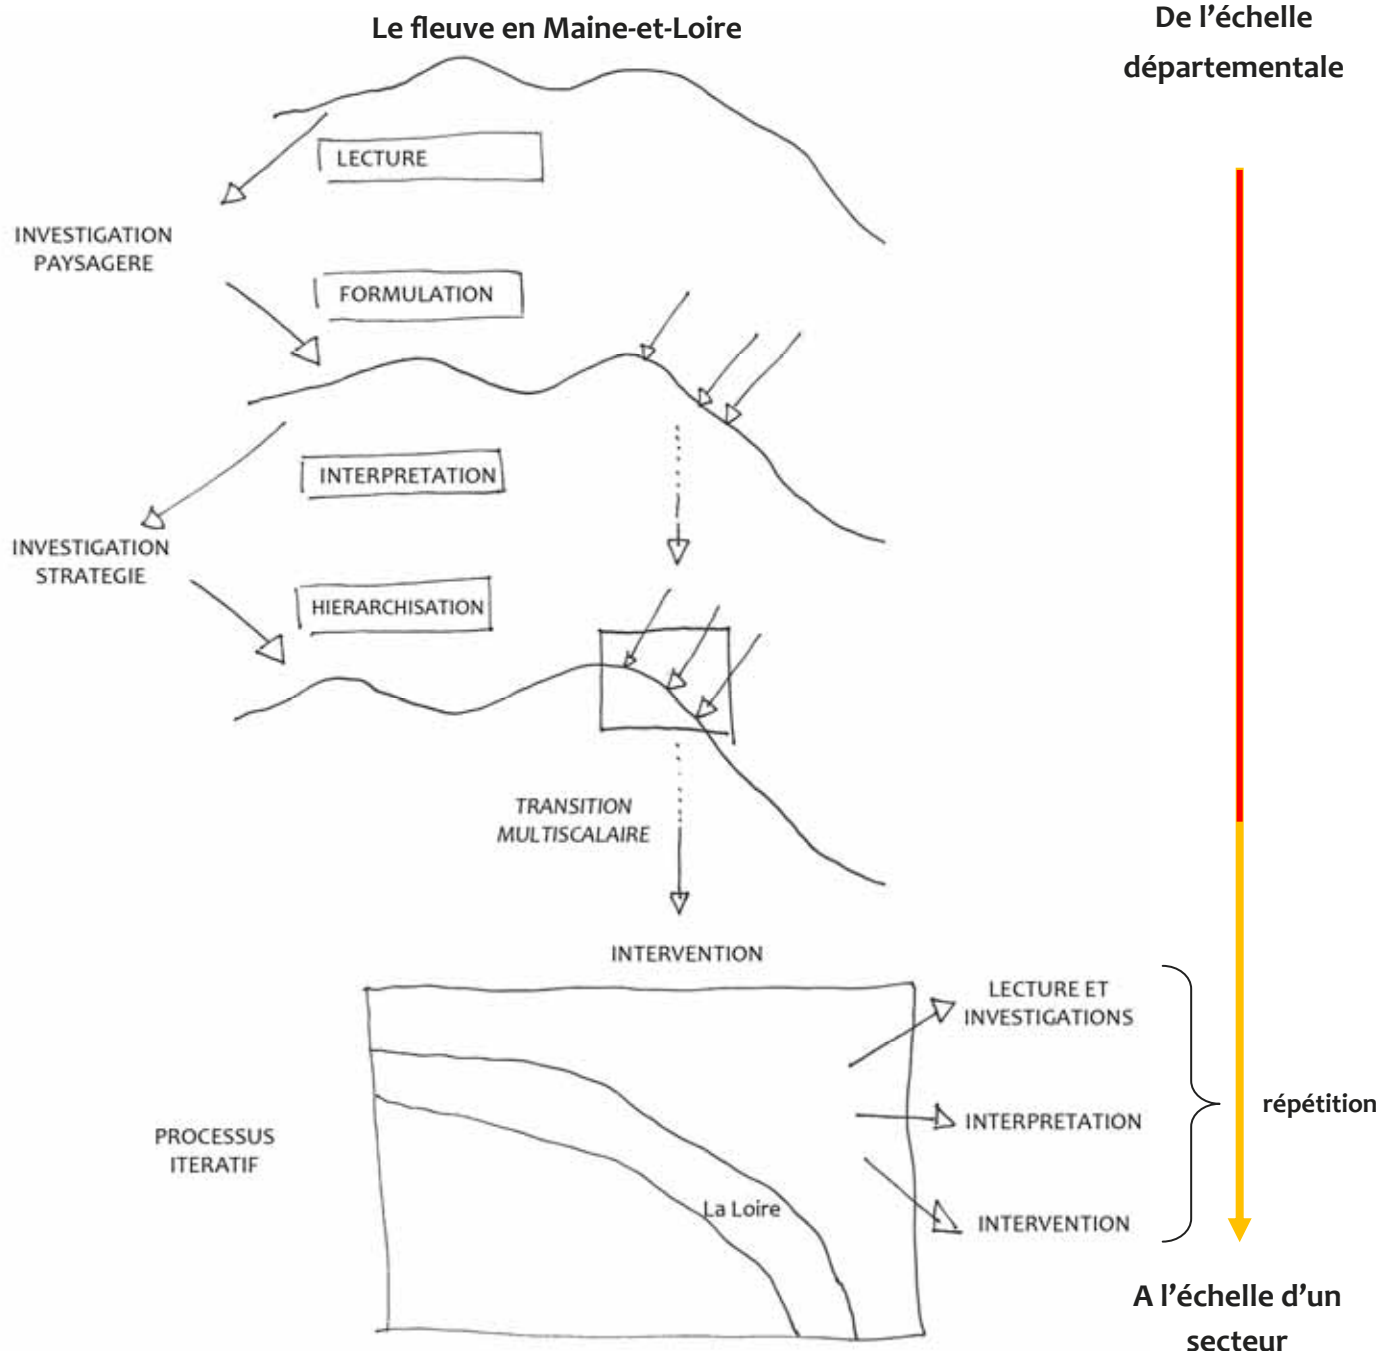 Le fleuve en Maine-et-Loire
De l'échelle
départementale
LECTURE
INVESTIGATION
PAYSAGERE
FORMULATION
INTERPRETATION
INVESTIGATION
STRATEGIE
HIERARCHISATION
TRANSITION
MULTISCALAIRE
INTERVENTION
LECTURE ET
INVESTIGATIONS
répétition
INTERPRETATION
PROCESSUS
ITERATIF
La Loire
INTERVENTION
A l'échelle d'un
secteur